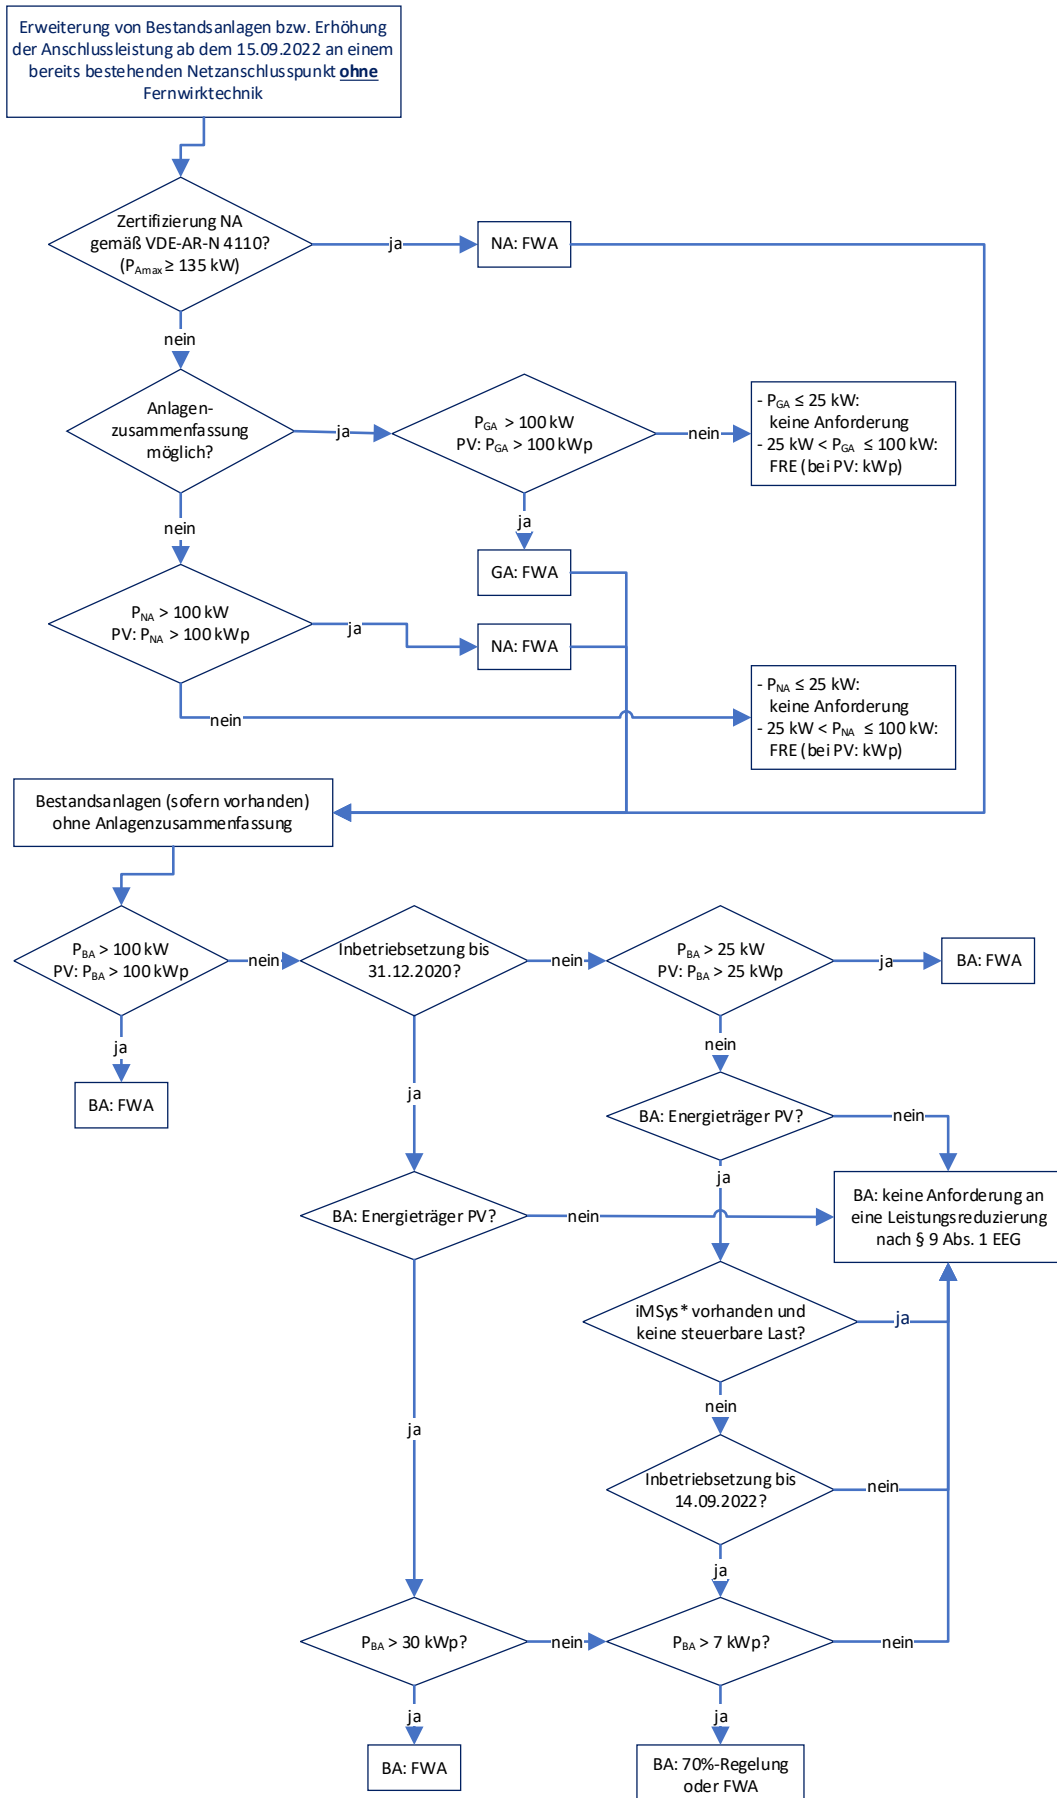 Erweiterung von Bestandsanlagen bzw. Erhöhung
der Anschlussleistung ab dem 15.09.2022 an einem
bereits bestehenden Netzanschlusspunkt ohne
Fernwirktechnik
Zertifizierung NA
gemäß VDE-AR-N 4110?
(PAmax ≥ 135 kW)
ja
NA: FWA
nein
Anlagen-
zusammenfassung
möglich?
ja
PGA > 100 kW
PV: PGA > 100 kWp
nein
- PGA ≤ 25 kW:
keine Anforderung
- 25 kW < PGA ≤ 100 kW:
FRE (bei PV: kWp)
nein
ja
GA: FWA
PNA > 100 kW
PV: PNA > 100 kWp
ja
NA: FWA
nein
- PNA ≤ 25 kW:
keine Anforderung
- 25 kW < PNA ≤ 100 kW:
FRE (bei PV: kWp)
Bestandsanlagen (sofern vorhanden)
ohne Anlagenzusammenfassung
PBA > 100 kW
PV: PBA > 100 kWp
nein
Inbetriebsetzung bis
31.12.2020?
nein
PBA > 25 kW
PV: PBA > 25 kWp
ja
BA: FWA
ja
BA: FWA
ja
nein
BA: Energieträger PV?
nein
ja
BA: Energieträger PV?
nein
BA: keine Anforderung an
eine Leistungsreduzierung
nach § 9 Abs. 1 EEG
iMSys* vorhanden und
keine steuerbare Last?
ja
ja
nein
Inbetriebsetzung bis
14.09.2022?
nein
ja
PBA > 30 kWp?
nein
PBA > 7 kWp?
nein
ja
ja
BA: FWA
BA: 70%-Regelung
oder FWA